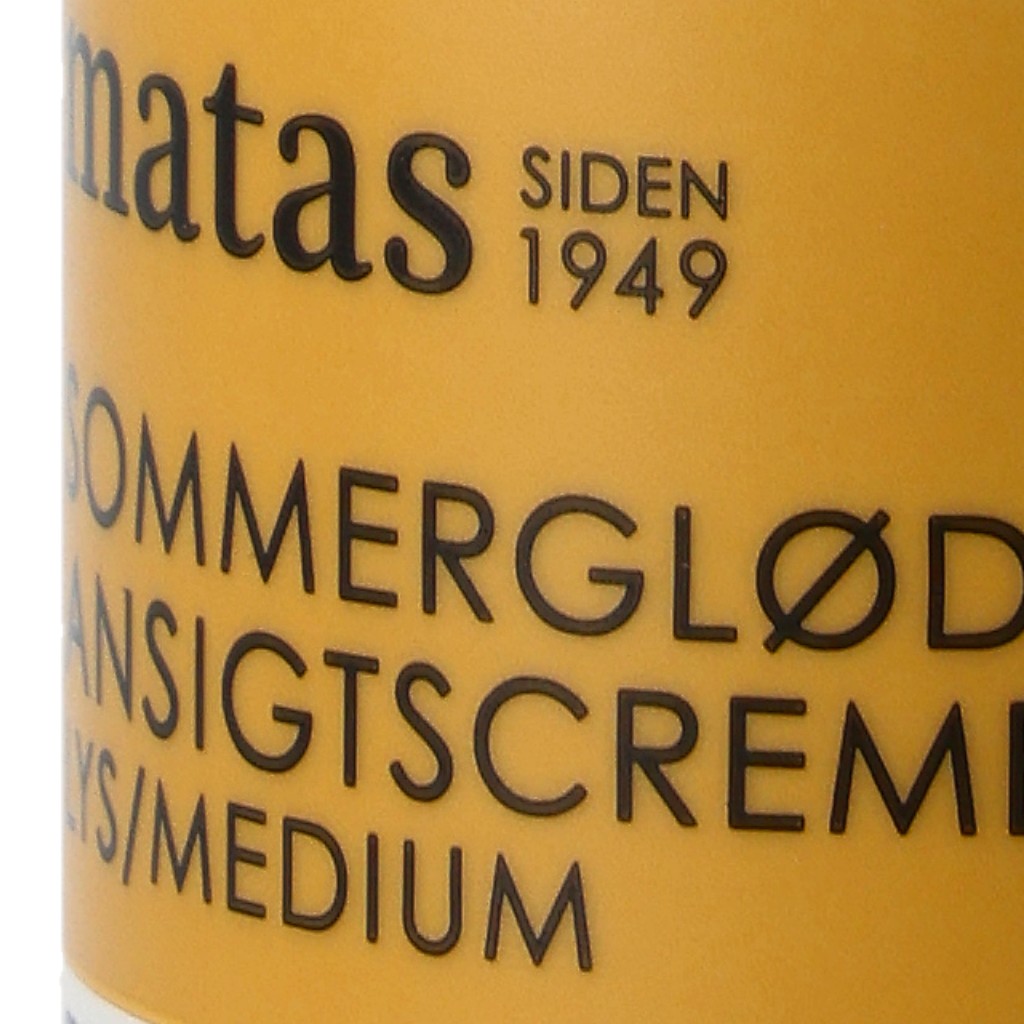 matas
SIDEN
1949
SOMMERGLØD
ANSIGTSCREME
LYS/MEDIUM